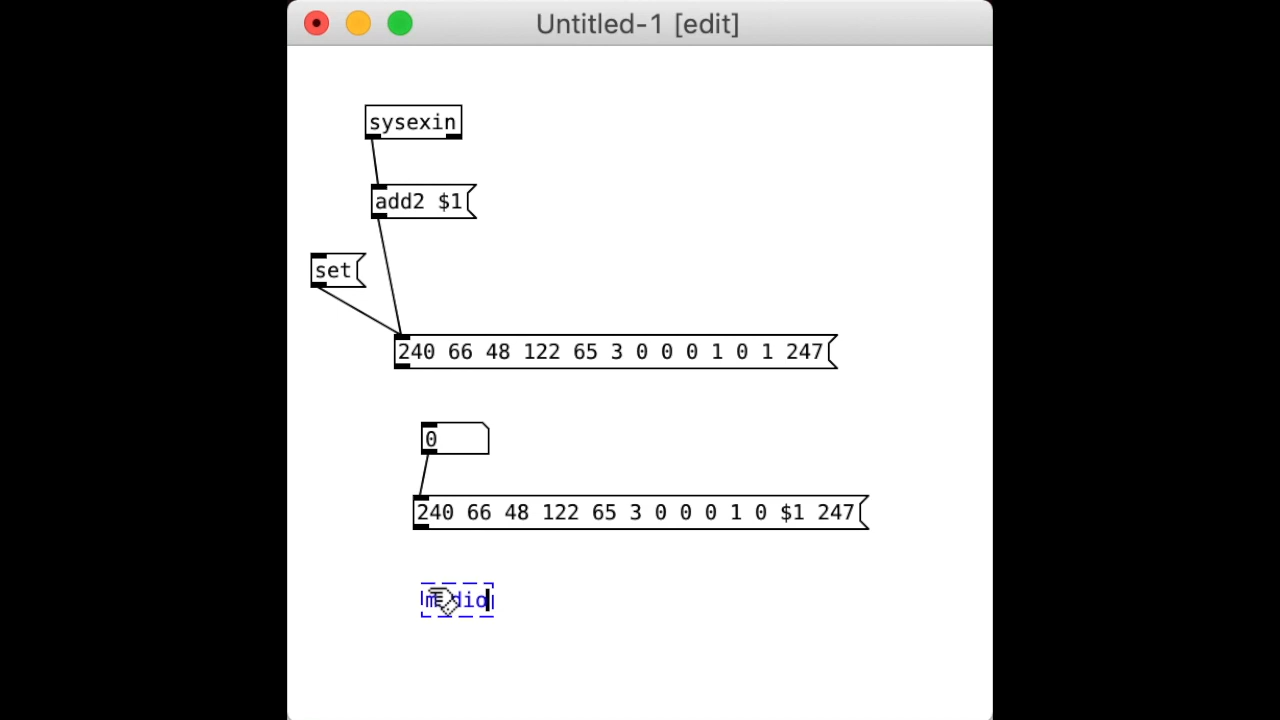 Untitled-1 [edit]
sysexin
add2 $1
set
240 66 48 122 65 3 0 0 0 1 0 1 247
0
240 66 48 122 65 3 0 0 0 1 0 $1 247